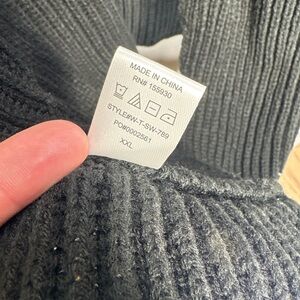 MADE IN CHINA
RN# 155930
STYLE#W-T-SW-789
PO#0002561
XXL